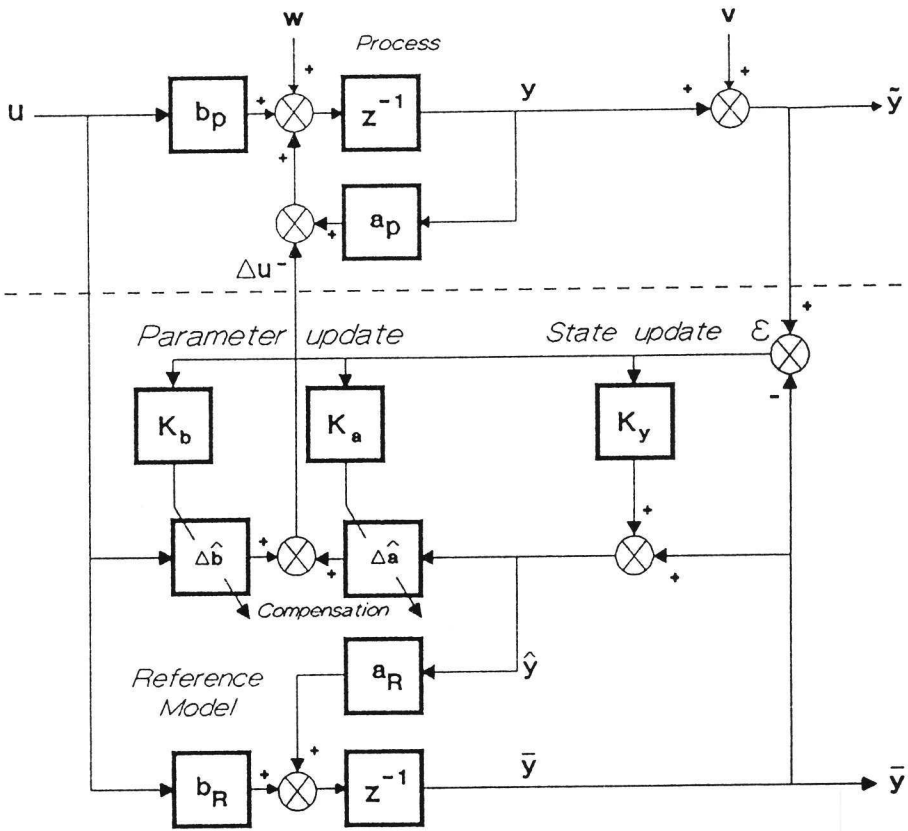 w
Process
v
+
+
u
b_p
+
z⁻¹
y
+
ỹ
+
+
a_p
Δu
-
+
Parameter update
State update
ε
-
K_b
K_a
K_y
+
Δb̂
+
+
Δâ
+
Compensation
a_R
ŷ
Reference
Model
+
b_R
+
z⁻¹
ȳ
ȳ